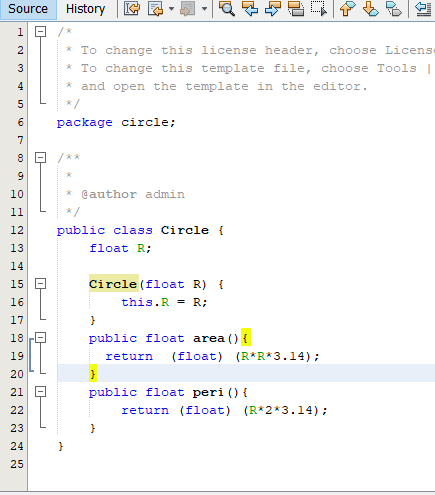 Source History
1 /*
2 * To change this license header, choose Licens
3 * To change this template file, choose Tools |
4 * and open the template in the editor.
5 */
6 package circle;
7
8 /**
9 *
10 * @author admin
11 */
12 public class Circle {
13 float R;
14
15 Circle(float R) {
16 this.R = R;
17 }
18 public float area(){
19 return  (float) (R*R*3.14);
20 }
21 public float peri(){
22 return (float) (R*2*3.14);
23 }
24 }
25